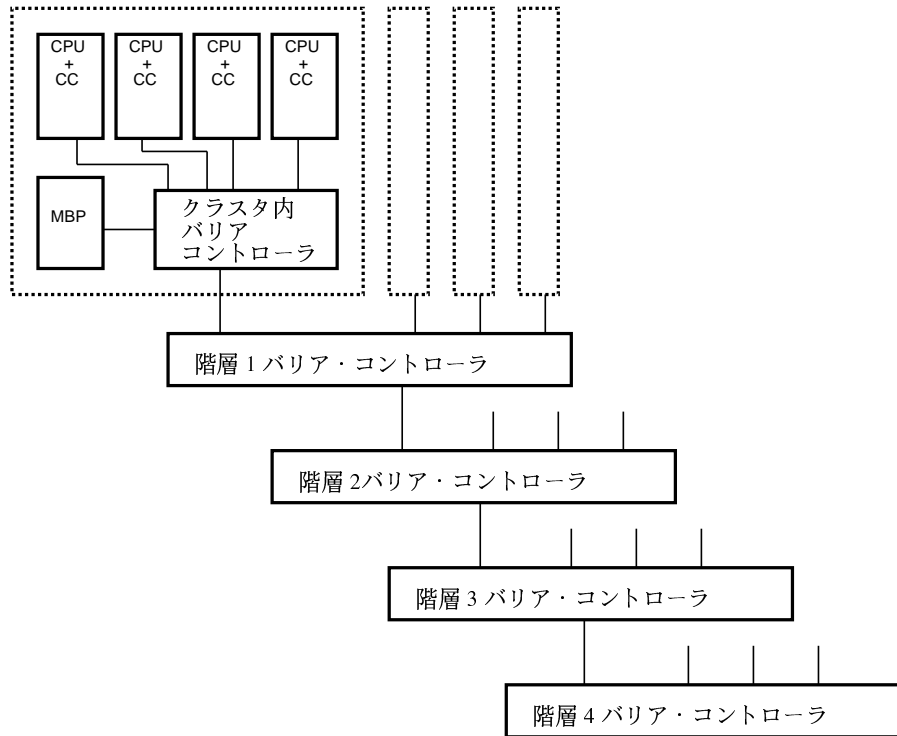 CPU
+
CC
CPU
+
CC
CPU
+
CC
CPU
+
CC
MBP
クラスタ内
バリア
コントローラ
階層 1 バリア・コントローラ
階層 2バリア・コントローラ
階層 3 バリア・コントローラ
階層 4 バリア・コントローラ